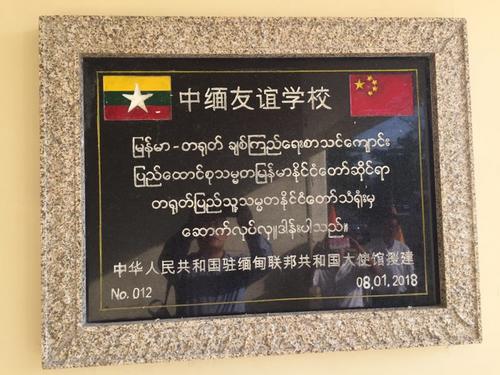 中缅友谊学校
မြန်မာ-တရုတ် ချစ်ကြည်ရေးစာသင်ကျောင်း
ပြည်ထောင်စုသမ္မတမြန်မာနိုင်ငံတော်ဆိုင်ရာ
တရုတ်ပြည်သူ့သမ္မတနိုင်ငံတော်သံရုံးမှ
ဆောက်လုပ်လှူဒါန်းပါသည်။
中华人民共和国驻缅甸联邦共和国大使馆援建
No. 012 08.01.2018